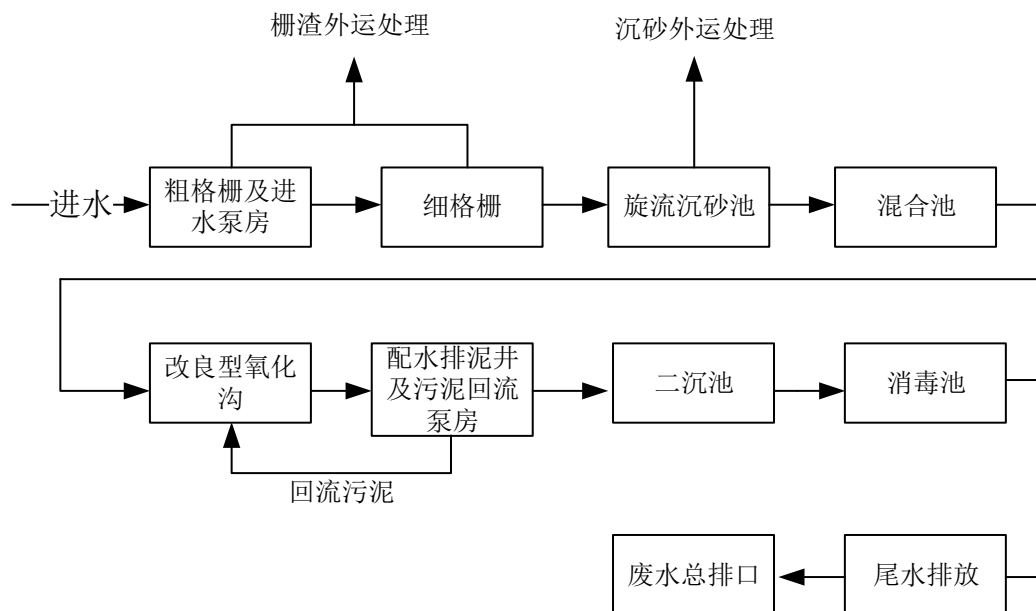 栅渣外运处理
沉砂外运处理
进水
粗格栅及进
水泵房
细格栅
旋流沉砂池
混合池
改良型氧化
沟
配水排泥井
及污泥回流
泵房
二沉池
消毒池
回流污泥
废水总排口
尾水排放